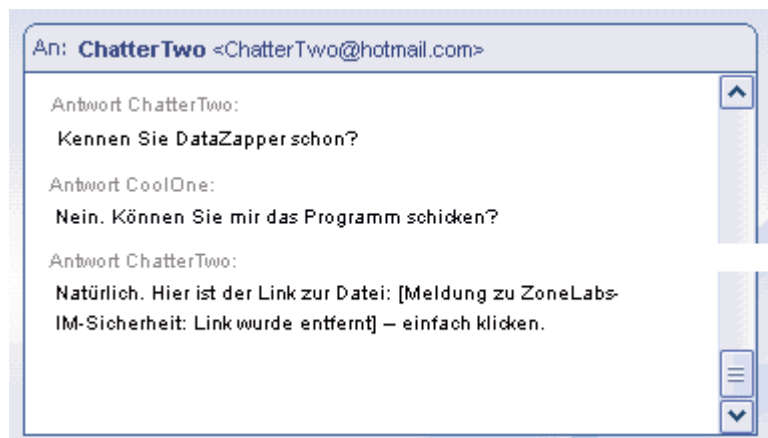 An: ChatterTwo <ChatterTwo@hotmail.com>
Antwort ChatterTwo:
Kennen Sie DataZapper schon?
Antwort CoolOne:
Nein. Können Sie mir das Programm schicken?
Antwort ChatterTwo:
Natürlich. Hier ist der Link zur Datei: [Meldung zu ZoneLabs-
IM-Sicherheit: Link wurde entfernt] – einfach klicken.